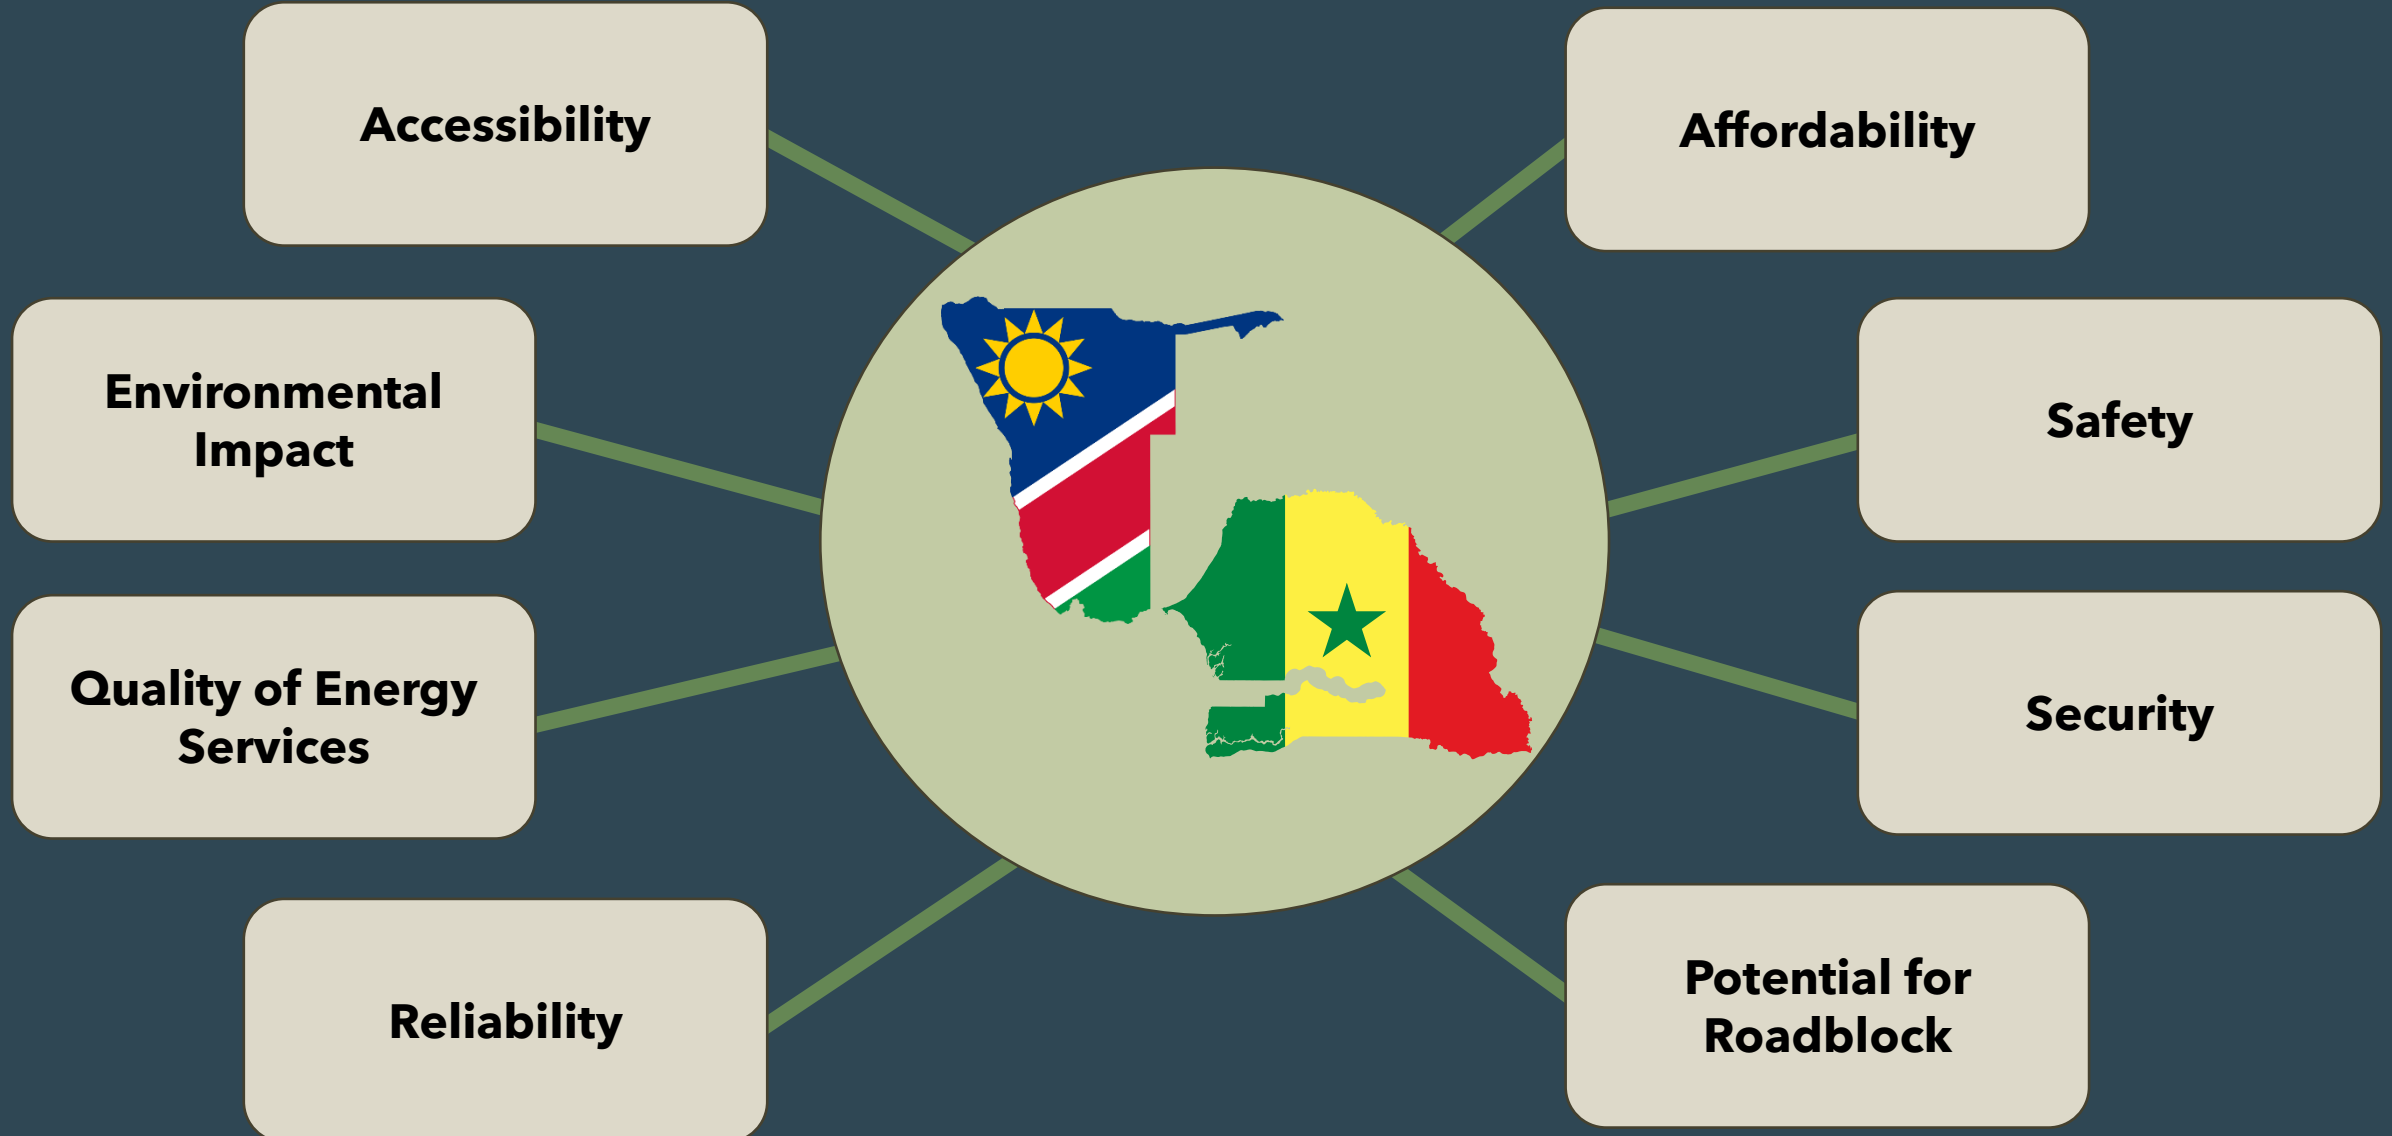 Accessibility
Affordability
Environmental
Impact
Safety
Quality of Energy
Services
Security
Reliability
Potential for
Roadblock